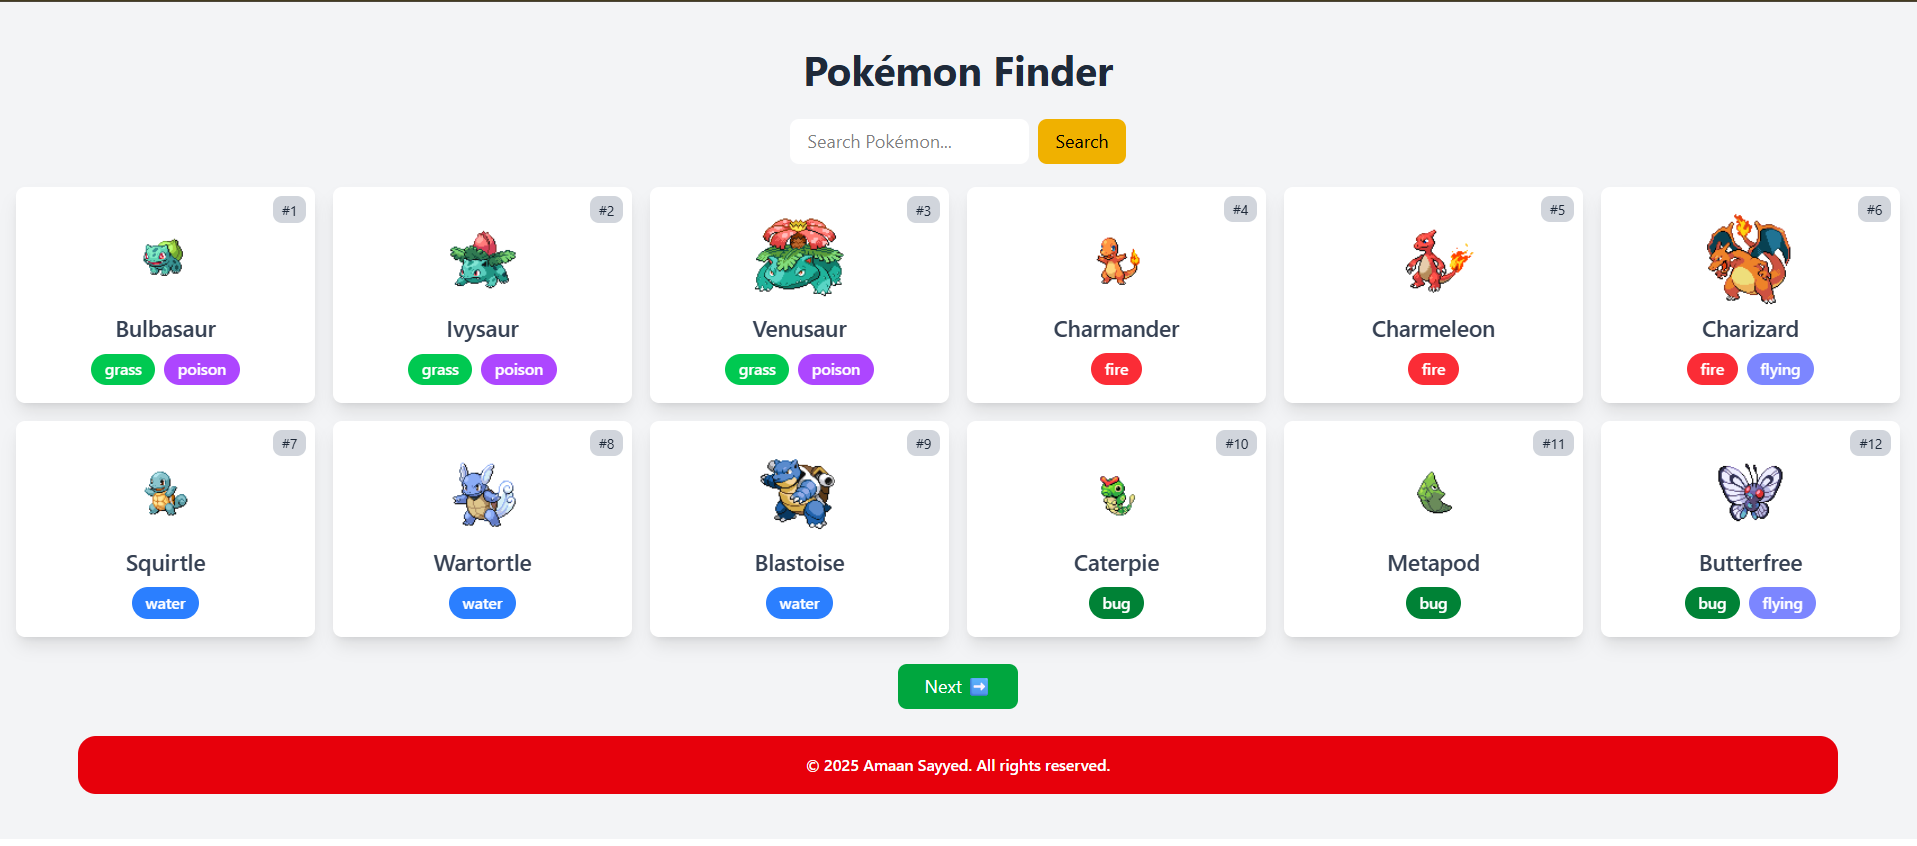 Pokémon Finder
Search Pokémon...
Search
#1
Bulbasaur
grass poison
#2
Ivysaur
grass poison
#3
Venusaur
grass poison
#4
Charmander
fire
#5
Charmeleon
fire
#6
Charizard
fire flying
#7
Squirtle
water
#8
Wartortle
water
#9
Blastoise
water
#10
Caterpie
bug
#11
Metapod
bug
#12
Butterfree
bug flying
Next ➡️
© 2025 Amaan Sayyed. All rights reserved.